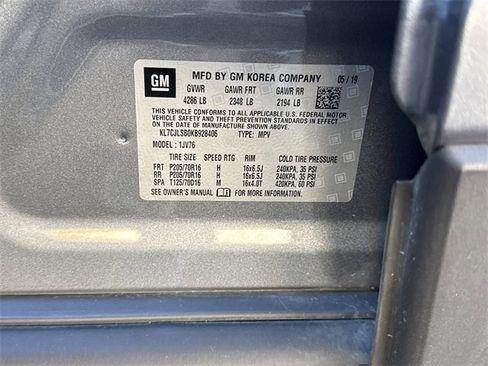 GM MFD BY GM KOREA COMPANY 05 / 19
GVWR GAWR FRT GAWR RR
4286 LB 2348 LB 2194 LB
THIS VEHICLE CONFORMS TO ALL APPLICABLE U.S. FEDERAL MOTOR
VEHICLE SAFETY AND THEFT PREVENTION STANDARDS IN EFFECT
ON THE DATE OF MANUFACTURE SHOWN ABOVE.
KL7CJLSB0KB928406 TYPE: MPV
MODEL: 1JV76
TIRE SIZE SPEED RTG RIM COLD TIRE PRESSURE
FRT P205/70R16 H 16x6.5J 240KPA, 35 PSI
RR P205/70R16 H 16x6.5J 240KPA, 35 PSI
SPA T125/70D16 M 16x4.0T 420KPA, 60 PSI
SEE OWNER'S MANUAL FOR MORE INFORMATION.